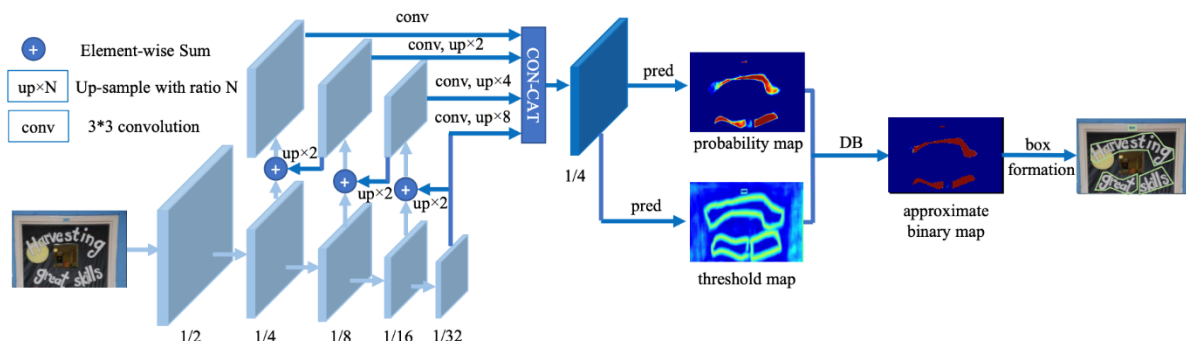 + Element-wise Sum
up×N Up-sample with ratio N
conv 3*3 convolution
conv
conv, up×2
conv, up×4
conv, up×8
CON-CAT
up×2
up×2
up×2
+
+
+
1/2
1/4
1/8
1/16
1/32
1/4
pred
pred
probability map
threshold map
DB
approximate
binary map
box
formation
Harvesting
great skills
Harvesting
great skills